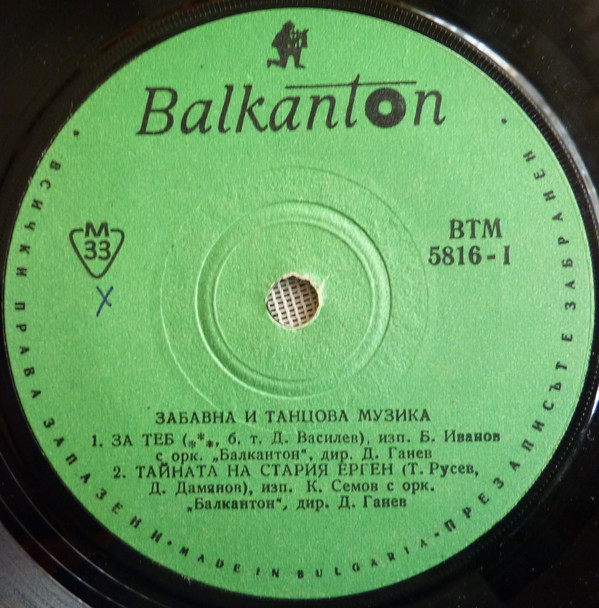 Balkanton
М
33
ВТМ
5816 - I
X
ЗАБАВНА И ТАНЦОВА МУЗИКА
1. ЗА ТЕБ (***, б. т. Д. Василев), изп. Б. Иванов
с орк. „Балкантон", дир. Д. Ганев
2. ТАЙНАТА НА СТАРИЯ ЕРГЕН (Т. Русев,
Д. Дамянов), изп. К. Семов с орк.
„Балкантон", дир. Д. Ганев
• ВСИЧКИ ПРАВА ЗАПАЗЕНИ • MADE IN BULGARIA • ПРЕЗАПИСЪТ Е ЗАБРАНЕН •